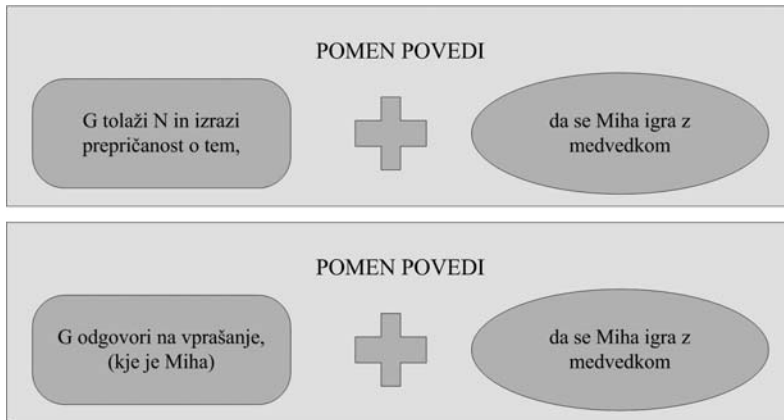 POMEN POVEDI
G tolaži N in izrazi
prepričanost o tem,
da se Miha igra z
medvedkom
POMEN POVEDI
G odgovori na vprašanje,
(kje je Miha)
da se Miha igra z
medvedkom